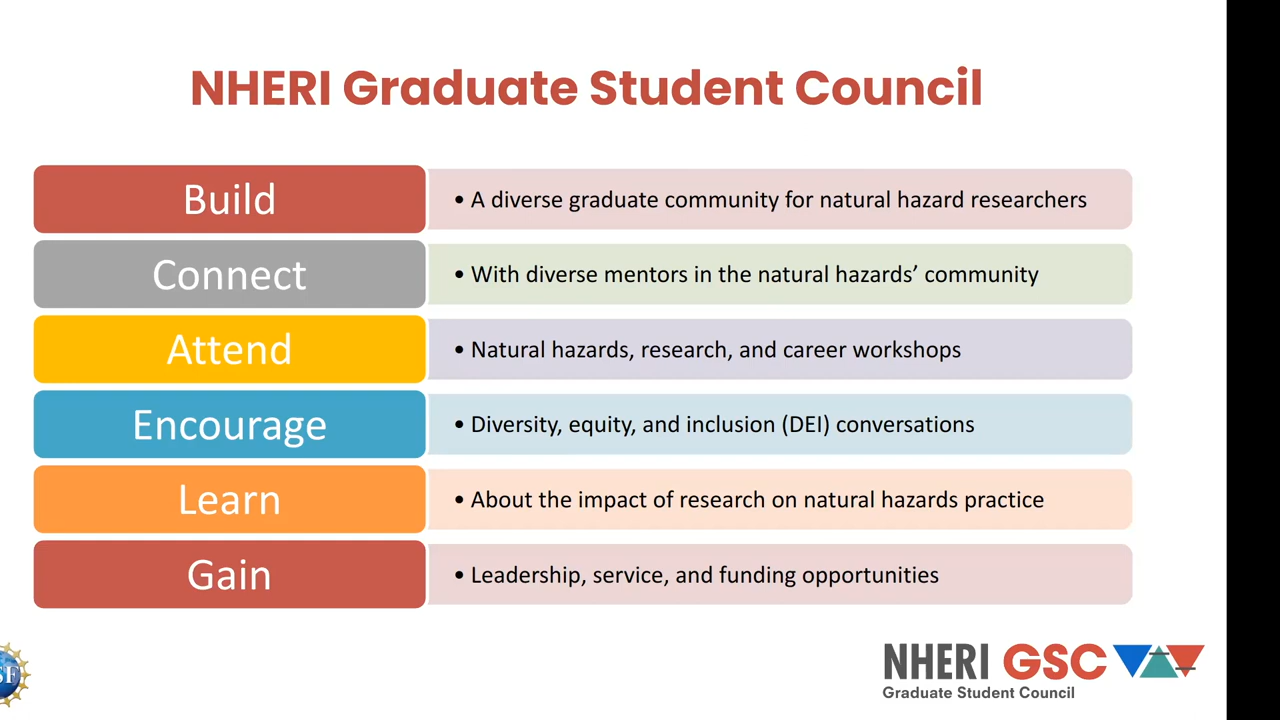 NHERI Graduate Student Council
Build
• A diverse graduate community for natural hazard researchers
Connect
• With diverse mentors in the natural hazards’ community
Attend
• Natural hazards, research, and career workshops
Encourage
• Diversity, equity, and inclusion (DEI) conversations
Learn
• About the impact of research on natural hazards practice
Gain
• Leadership, service, and funding opportunities
SF
NHERI GSC
Graduate Student Council